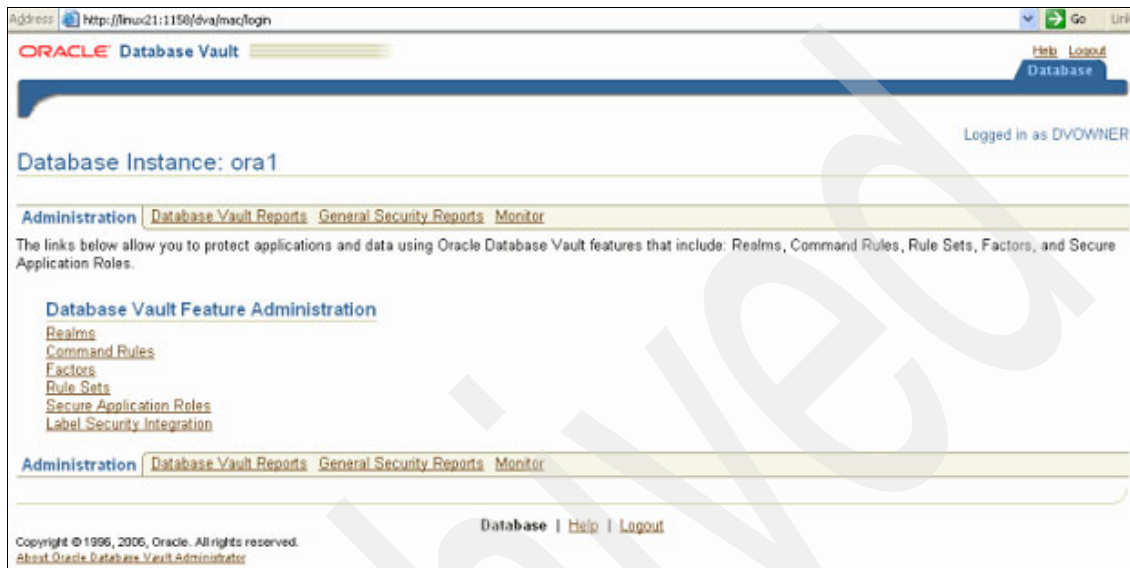 Address http://linux21:1158/dva/mac/login Go
ORACLE Database Vault
Help Logout
Database
Logged in as DVOWNER
Database Instance: ora1
Administration Database Vault Reports General Security Reports Monitor
The links below allow you to protect applications and data using Oracle Database Vault features that include: Realms, Command Rules, Rule Sets, Factors, and Secure
Application Roles.
Database Vault Feature Administration
Realms
Command Rules
Factors
Rule Sets
Secure Application Roles
Label Security Integration
Administration Database Vault Reports General Security Reports Monitor
Database | Help | Logout
Copyright © 1996, 2006, Oracle. All rights reserved.
About Oracle Database Vault Administrator